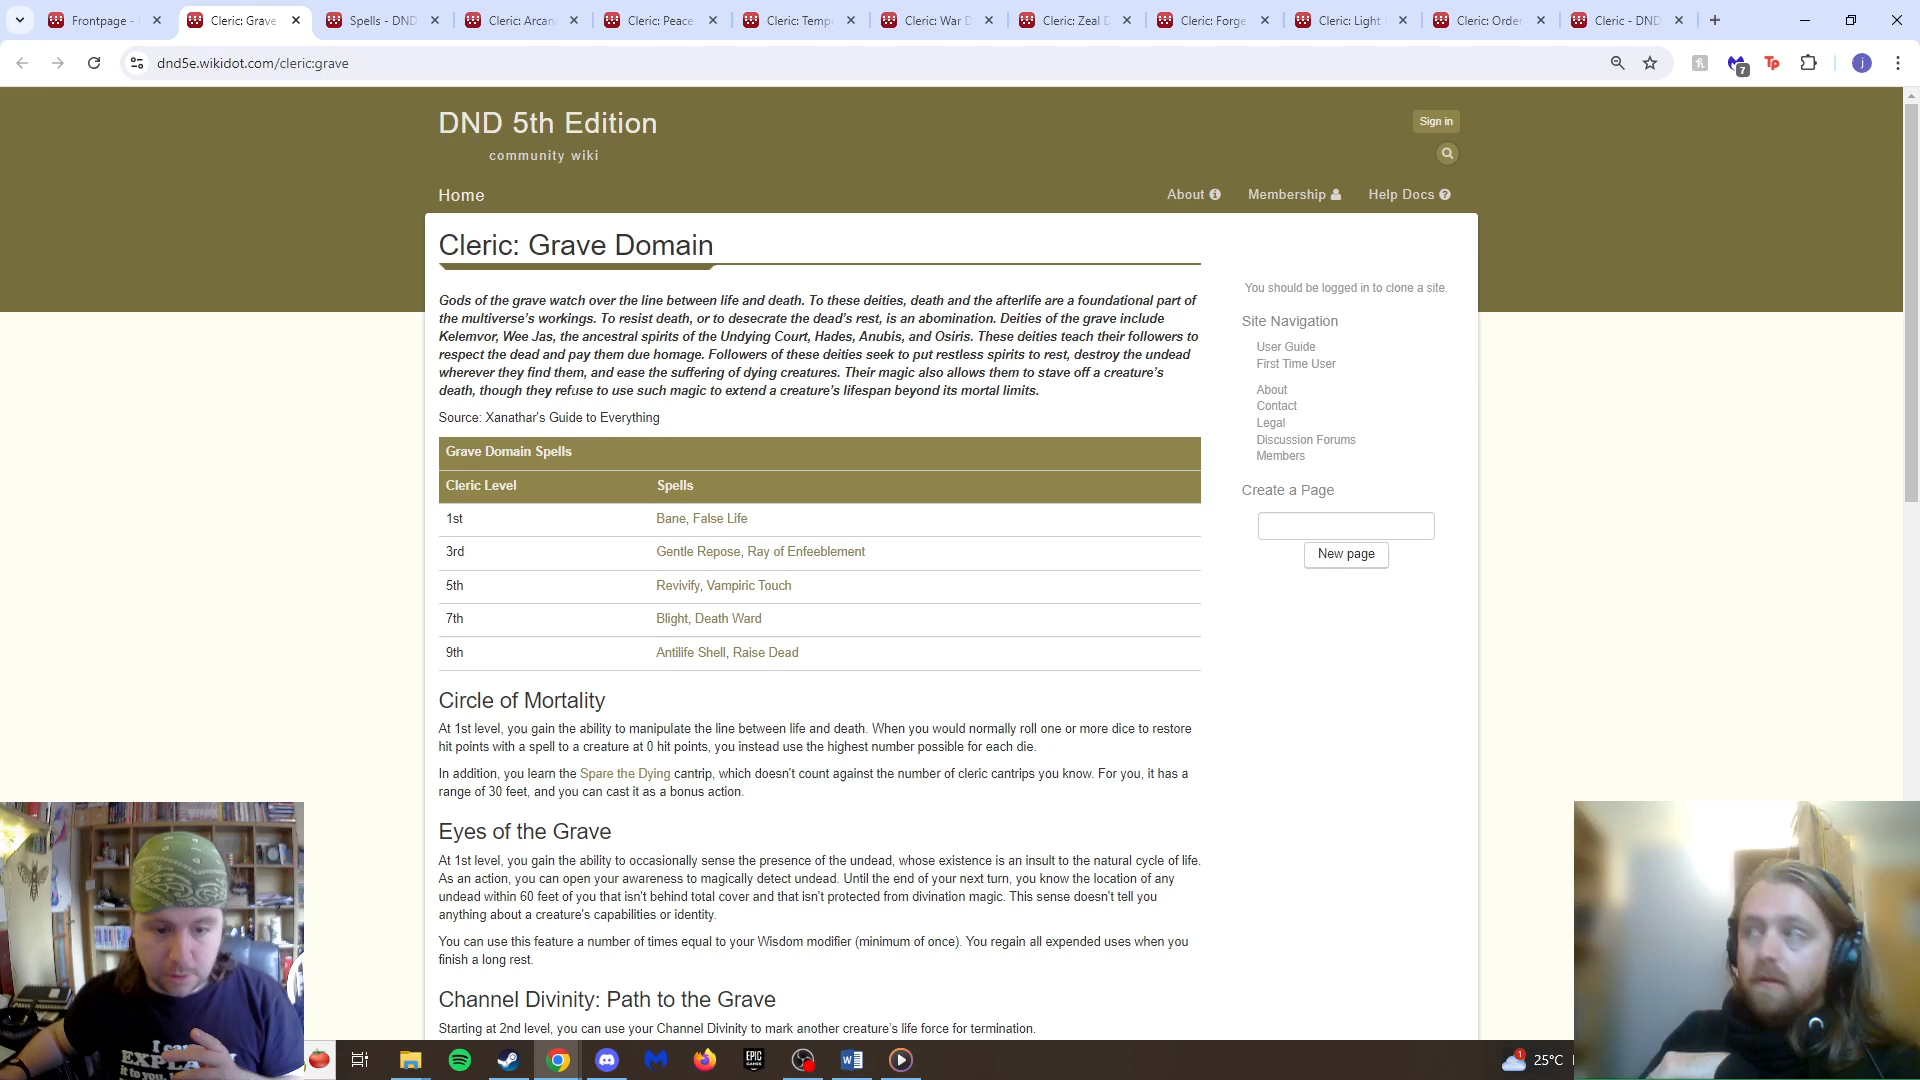 Frontpage -
Cleric: Grave
Spells - DND
Cleric: Arcan
Cleric: Peace
Cleric: Temp
Cleric: War D
Cleric: Zeal D
Cleric: Forge
Cleric: Light
Cleric: Order
Cleric - DND
dnd5e.wikidot.com/cleric:grave
7
Tp
j
DND 5th Edition
community wiki
Sign in
Home
About
Membership
Help Docs
Cleric: Grave Domain
Gods of the grave watch over the line between life and death. To these deities, death and the afterlife are a foundational part of
the multiverse's workings. To resist death, or to desecrate the dead's rest, is an abomination. Deities of the grave include
Kelemvor, Wee Jas, the ancestral spirits of the Undying Court, Hades, Anubis, and Osiris. These deities teach their followers to
respect the dead and pay them due homage. Followers of these deities seek to put restless spirits to rest, destroy the undead
wherever they find them, and ease the suffering of dying creatures. Their magic also allows them to stave off a creature's
death, though they refuse to use such magic to extend a creature's lifespan beyond its mortal limits.
Source: Xanathar's Guide to Everything
Grave Domain Spells
Cleric Level Spells
1st Bane, False Life
3rd Gentle Repose, Ray of Enfeeblement
5th Revivify, Vampiric Touch
7th Blight, Death Ward
9th Antilife Shell, Raise Dead
Circle of Mortality
At 1st level, you gain the ability to manipulate the line between life and death. When you would normally roll one or more dice to restore
hit points with a spell to a creature at 0 hit points, you instead use the highest number possible for each die.
In addition, you learn the Spare the Dying cantrip, which doesn't count against the number of cleric cantrips you know. For you, it has a
range of 30 feet, and you can cast it as a bonus action.
Eyes of the Grave
At 1st level, you gain the ability to occasionally sense the presence of the undead, whose existence is an insult to the natural cycle of life.
As an action, you can open your awareness to magically detect undead. Until the end of your next turn, you know the location of any
undead within 60 feet of you that isn't behind total cover and that isn't protected from divination magic. This sense doesn't tell you
anything about a creature's capabilities or identity.
You can use this feature a number of times equal to your Wisdom modifier (minimum of once). You regain all expended uses when you
finish a long rest.
Channel Divinity: Path to the Grave
Starting at 2nd level, you can use your Channel Divinity to mark another creature's life force for termination.
You should be logged in to clone a site.
Site Navigation
User Guide
First Time User
About
Contact
Legal
Discussion Forums
Members
Create a Page
New page
I ca
EXPLA
it to you,
EPIC
GAMES
1
25°C